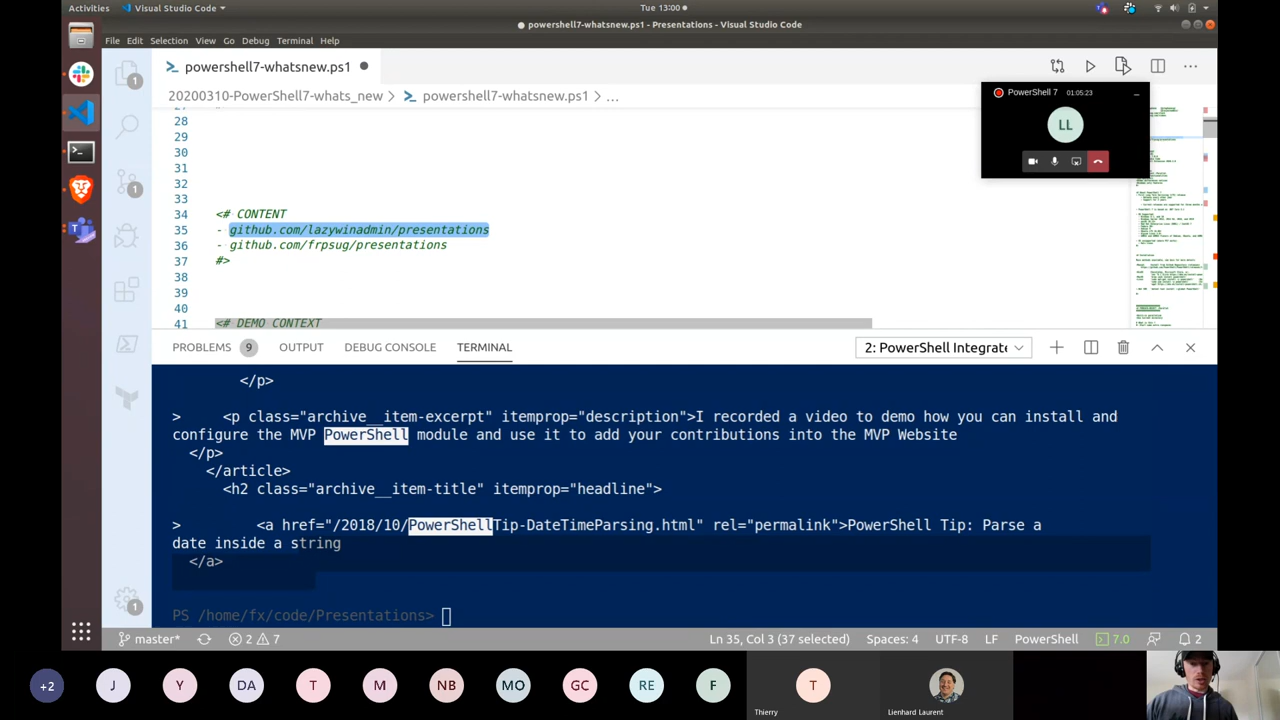 Activities
Visual Studio Code
Tue 13:00
powershell7-whatsnew.ps1 - Presentations - Visual Studio Code
File Edit Selection View Go Debug Terminal Help
powershell7-whatsnew.ps1
20200310-PowerShell7-whats_new > powershell7-whatsnew.ps1 > ...
PowerShell 7 01:05:23
LL
28
29
30
31
32
33
34 <# CONTENT
35 - github.com/lazywinadmin/presentations
36 - github.com/frpsug/presentations
37 #>
38
39
40
41 <# DEMO CONTEXT
PROBLEMS 9 OUTPUT DEBUG CONSOLE TERMINAL
2: PowerShell Integrate
</p>
> <p class="archive__item-excerpt" itemprop="description">I recorded a video to demo how you can install and
configure the MVP PowerShell module and use it to add your contributions into the MVP Website
</p>
</article>
<h2 class="archive__item-title" itemprop="headline">
> <a href="/2018/10/PowerShellTip-DateTimeParsing.html" rel="permalink">PowerShell Tip: Parse a
date inside a string
</a>
PS /home/fx/code/Presentations>
1
1
1
master* 2 7
Ln 35, Col 3 (37 selected) Spaces: 4 UTF-8 LF PowerShell 7.0 2
+2 J Y DA T M NB MO GC RE F T
Thierry
Lienhard Laurent